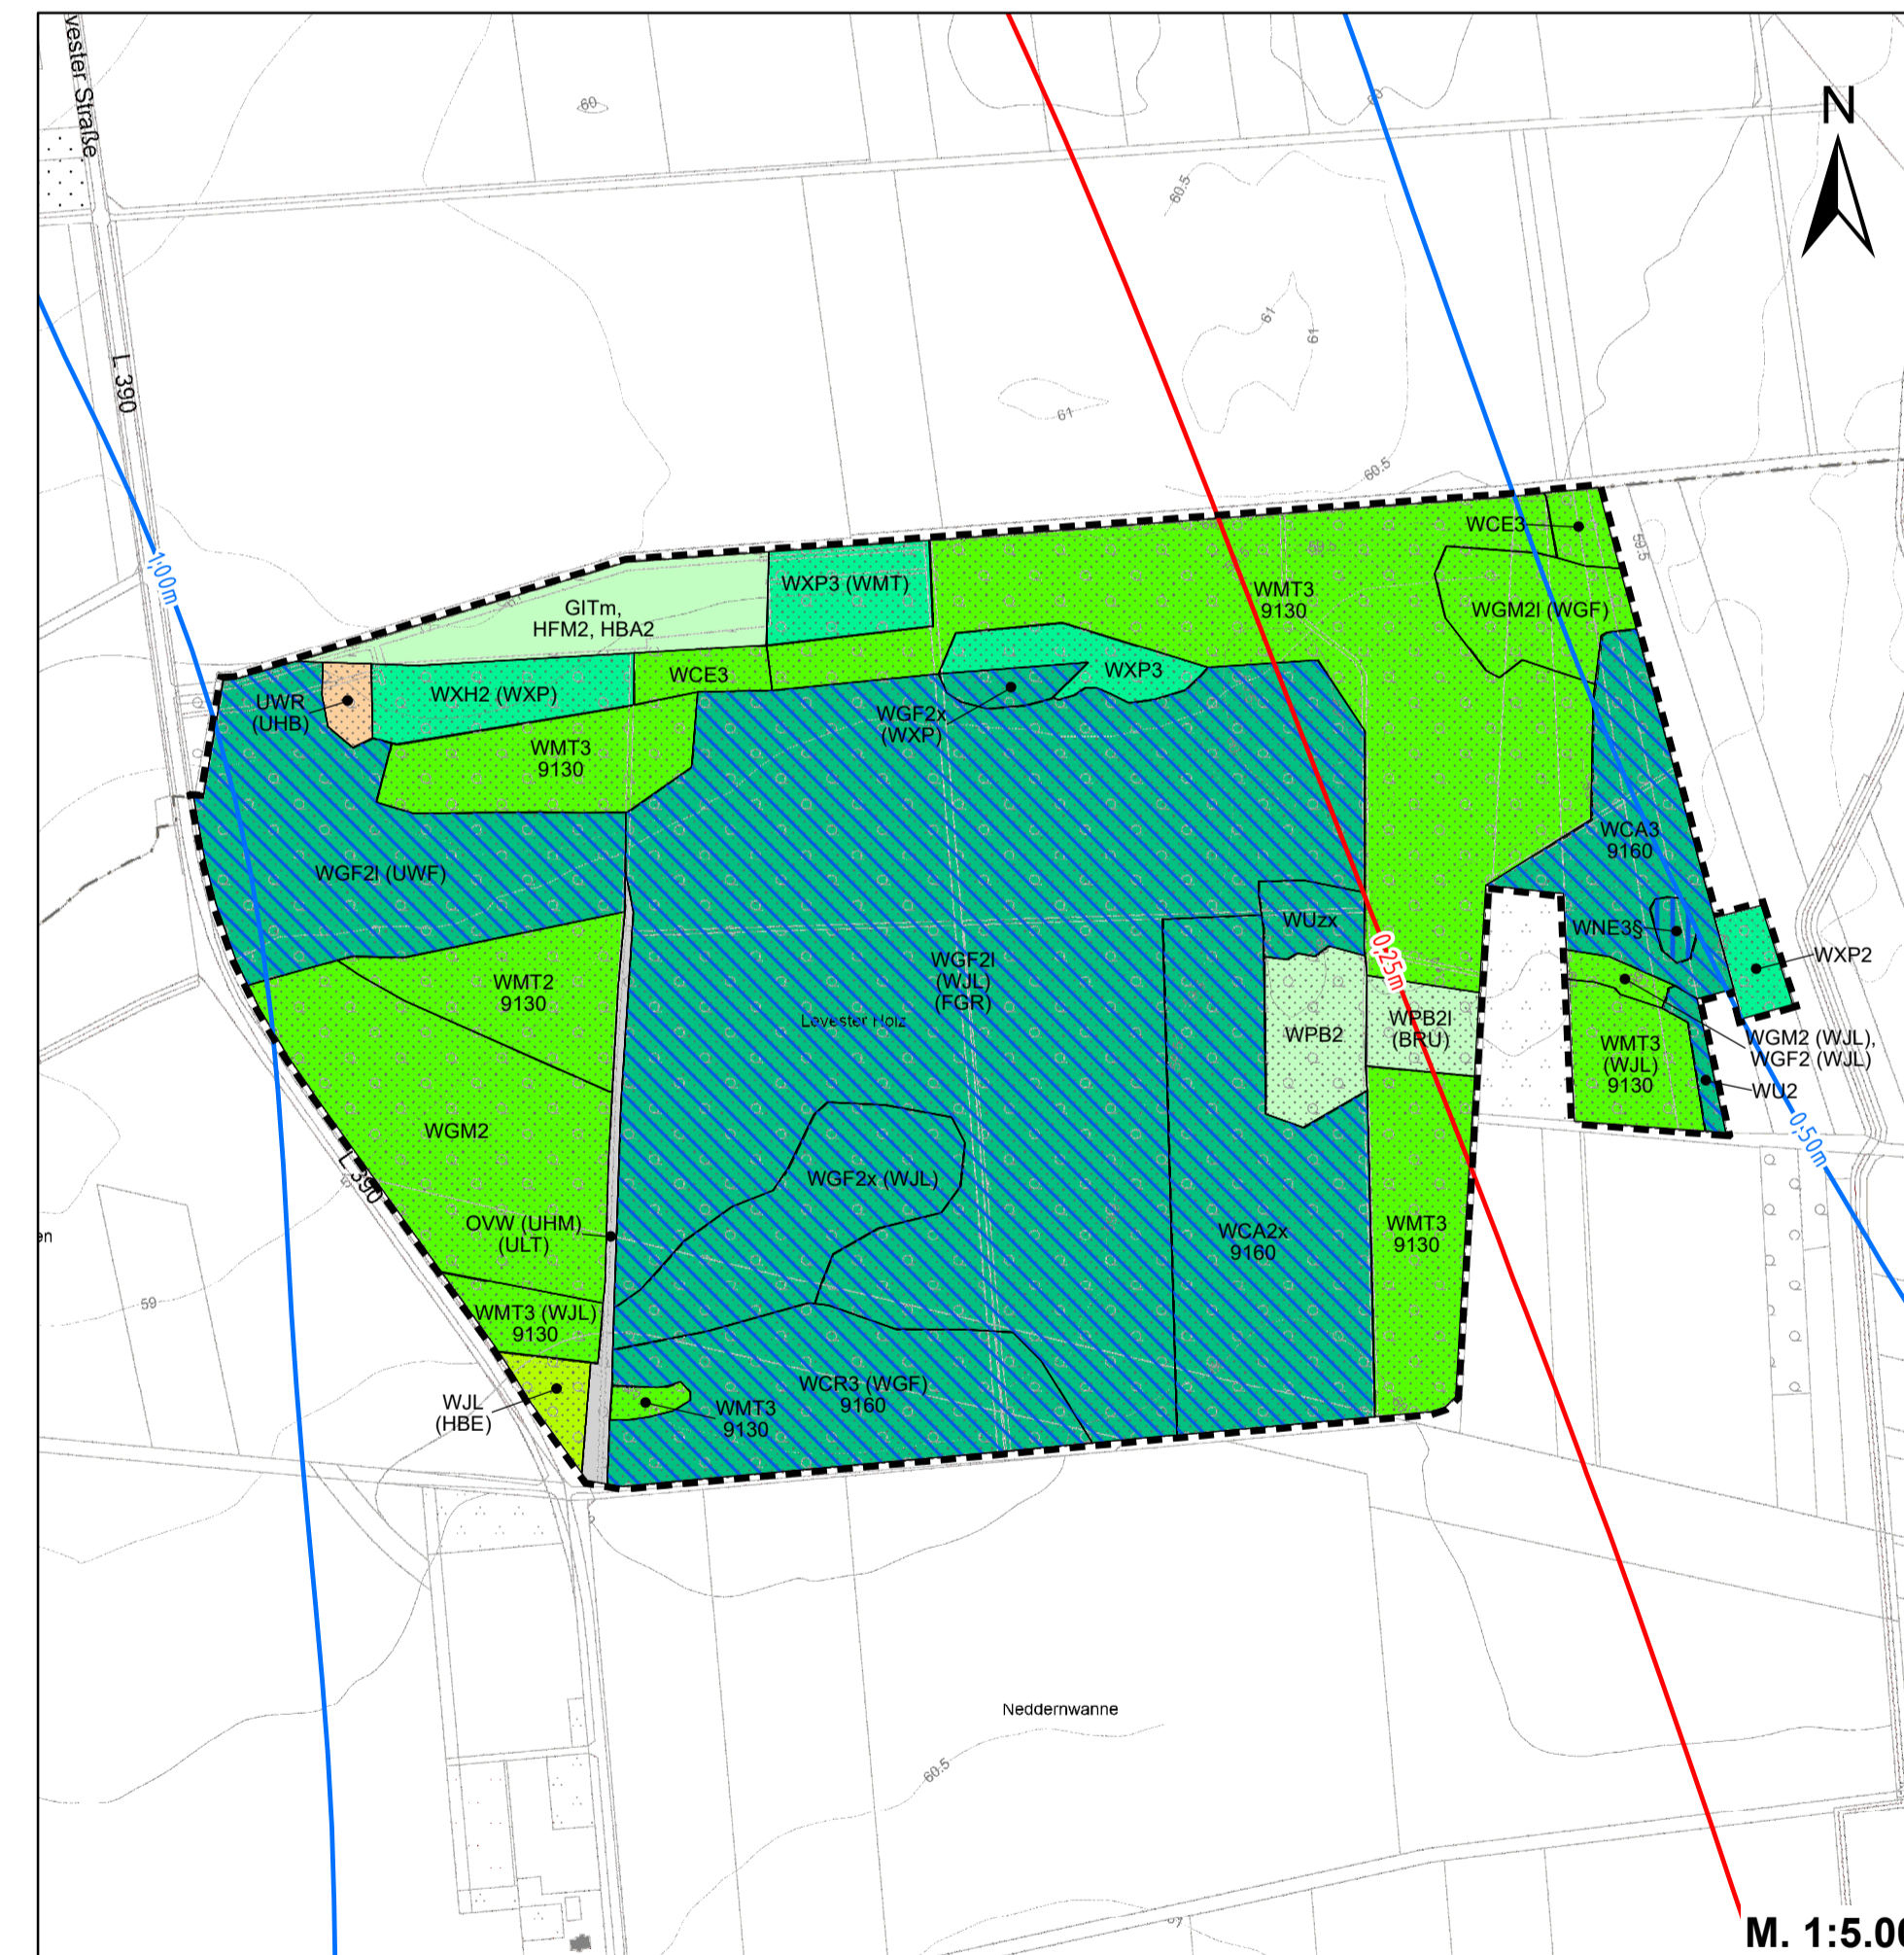 vester Straße
60
60
N
60.5
61
61
L 390
61
60.5
1,00m
WCE3
59.5
WXP3 (WMT)
WMT3
9130
GITm,
HFM2, HBA2
WGM2l (WGF)
WCE3
WXP3
WXH2 (WXP)
UWR
(UHB)
WGF2x
(WXP)
WMT3
9130
WCA3
9160
WGF2l (UWF)
WUzx
WNE3§
WXP2
0,25m
WGF2l
(WJL)
(FGR)
WMT2
9130
Levester Holz
WPB2
WPB2l
(BRU)
WGM2 (WJL),
WGF2 (WJL)
WMT3
(WJL)
9130
WU2
WGM2
0,50m
L 390
WGF2x (WJL)
OVW (UHM)
(ULT)
WCA2x
9160
WMT3
9130
en
59
WMT3 (WJL)
9130
WCR3 (WGF)
9160
WJL
(HBE)
WMT3
9130
Neddernwanne
60.5
M. 1:5.00